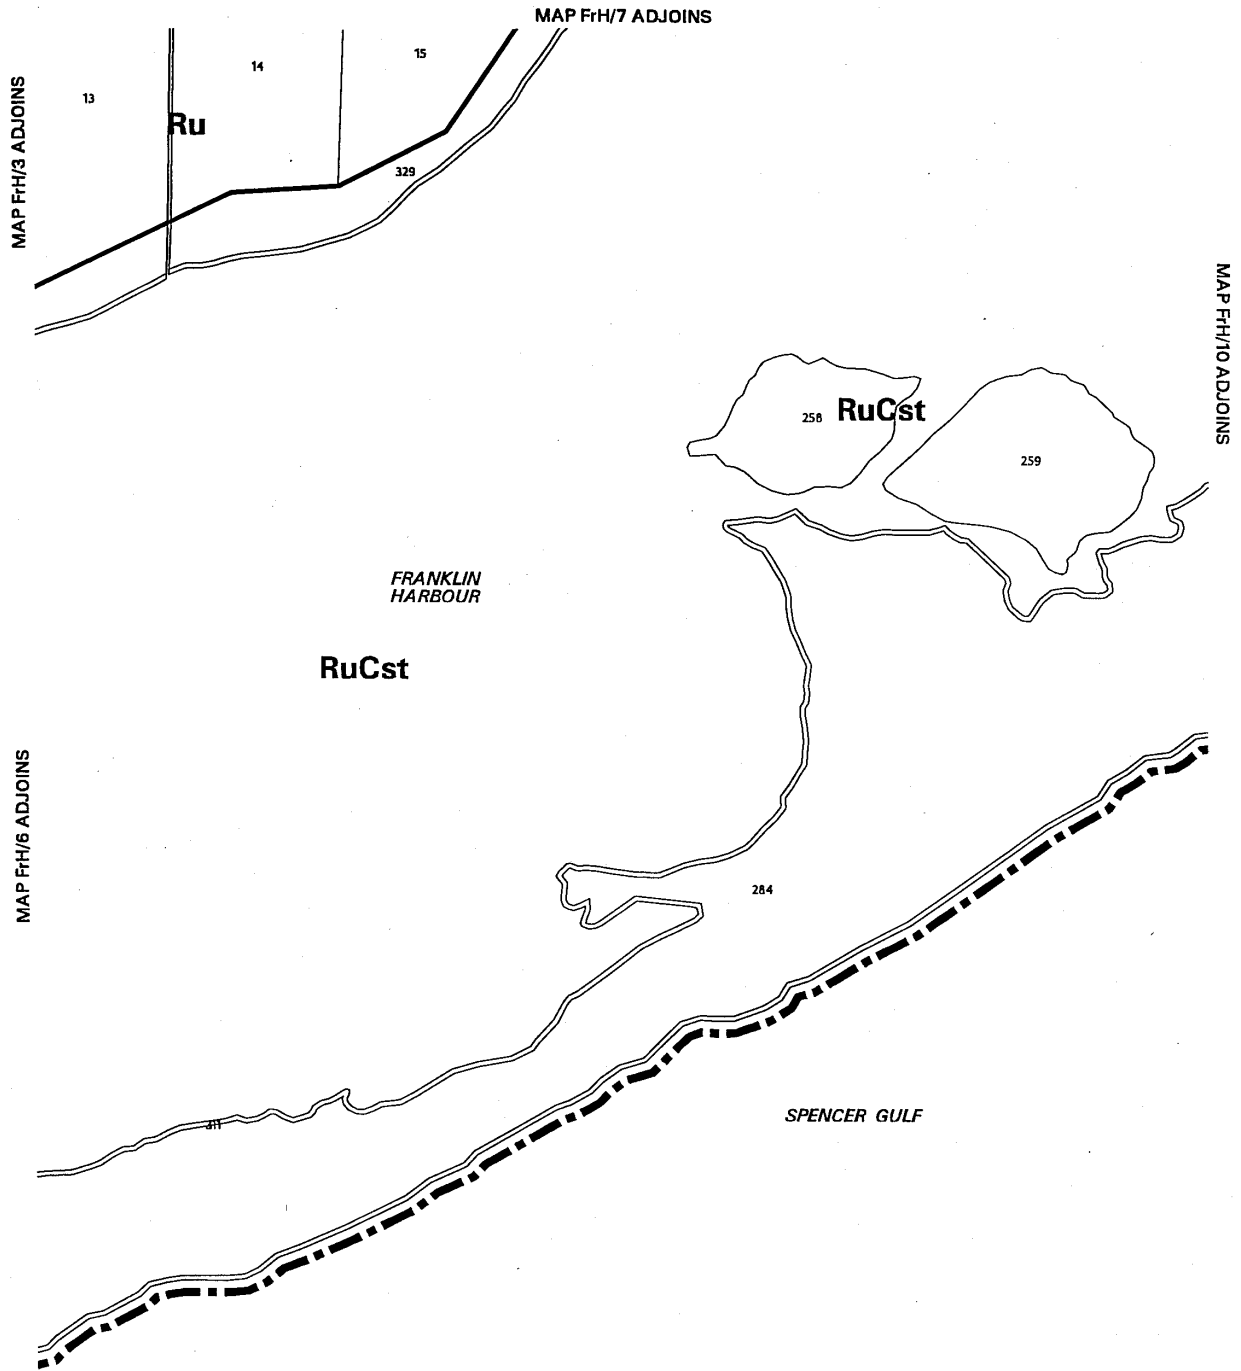 MAP FrH/7 ADJOINS
15
14
13
MAP FrH/3 ADJOINS
Ru
329
MAP FrH/10 ADJOINS
RuCst
258
259
FRANKLIN
HARBOUR
RuCst
MAP FrH/6 ADJOINS
284
SPENCER GULF